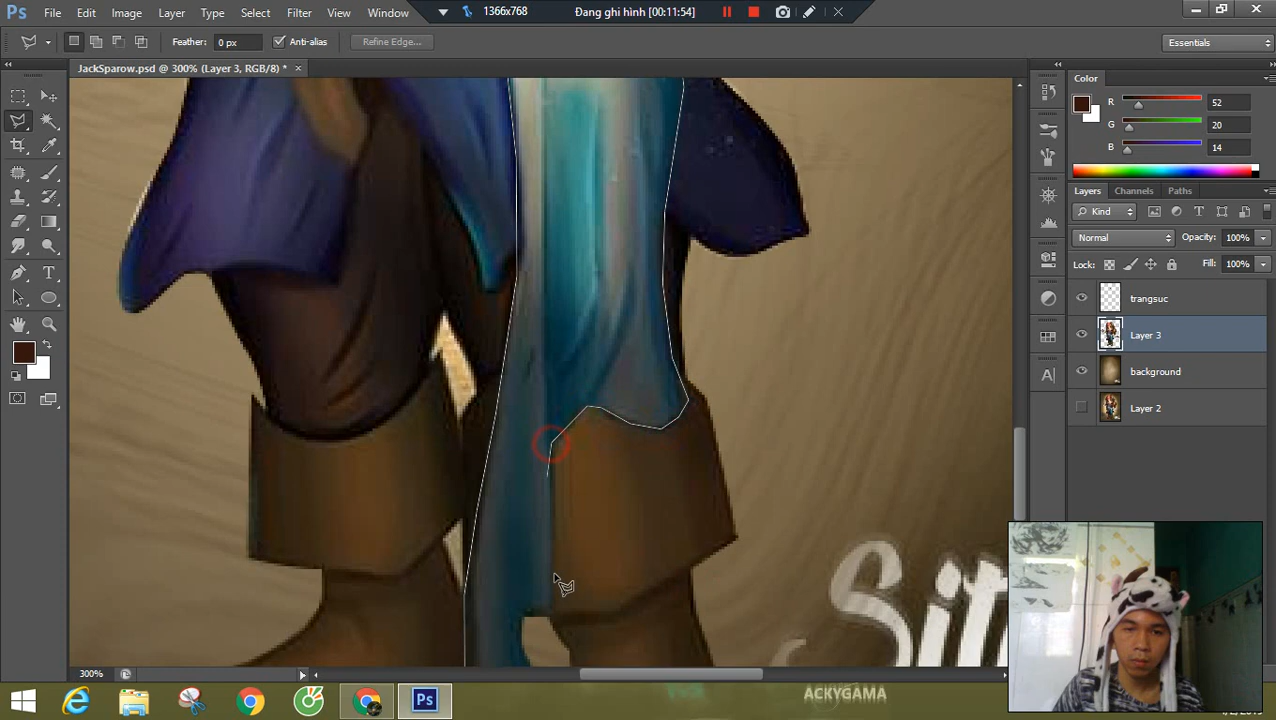 Ps File Edit Image Layer Type Select Filter View Window
1366x768 Đang ghi hình [00:11:54]
Feather: 0 px Anti-alias Refine Edge... Essentials
JackSparow.psd @ 300% (Layer 3, RGB/8) *
Color
R 52
G 20
B 14
Layers Channels Paths
Kind
Normal Opacity: 100%
Lock: Fill: 100%
trangsuc
Layer 3
background
Layer 2
A
T
Sit
300%
Ps
ACKYGAMA